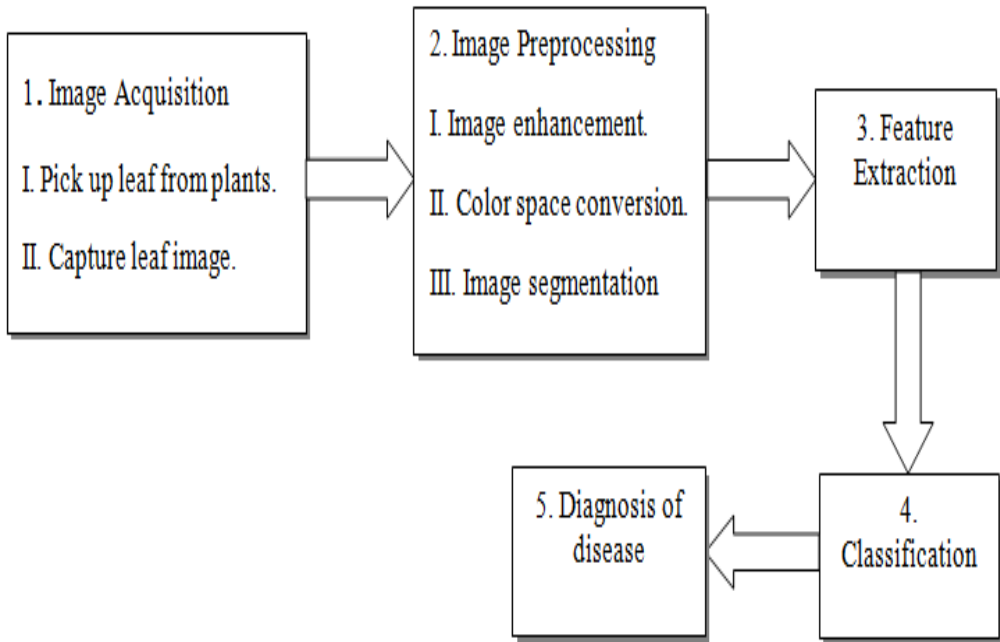 1. Image Acquisition
I. Pick up leaf from plants.
II. Capture leaf image.
2. Image Preprocessing
I. Image enhancement.
II. Color space conversion.
III. Image segmentation
3. Feature
Extraction
4.
Classification
5. Diagnosis of
disease